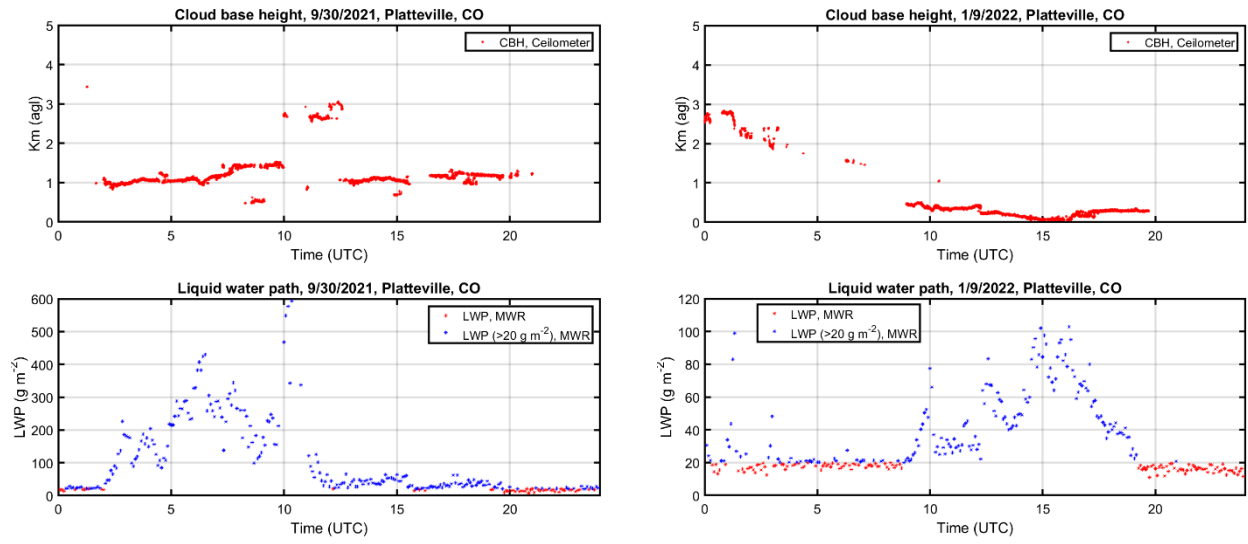 Cloud base height, 9/30/2021, Platteville, CO
5
4
3
2
1
0
Km (agl)
CBH, Ceilometer
0 5 10 15 20
Time (UTC)
Cloud base height, 1/9/2022, Platteville, CO
5
4
3
2
1
0
Km (agl)
CBH, Ceilometer
0 5 10 15 20
Time (UTC)
Liquid water path, 9/30/2021, Platteville, CO
600
500
400
300
200
100
0
LWP (g m-2)
LWP, MWR
LWP (>20 g m-2), MWR
0 5 10 15 20
Time (UTC)
Liquid water path, 1/9/2022, Platteville, CO
120
100
80
60
40
20
0
LWP (g m-2)
LWP, MWR
LWP (>20 g m-2), MWR
0 5 10 15 20
Time (UTC)